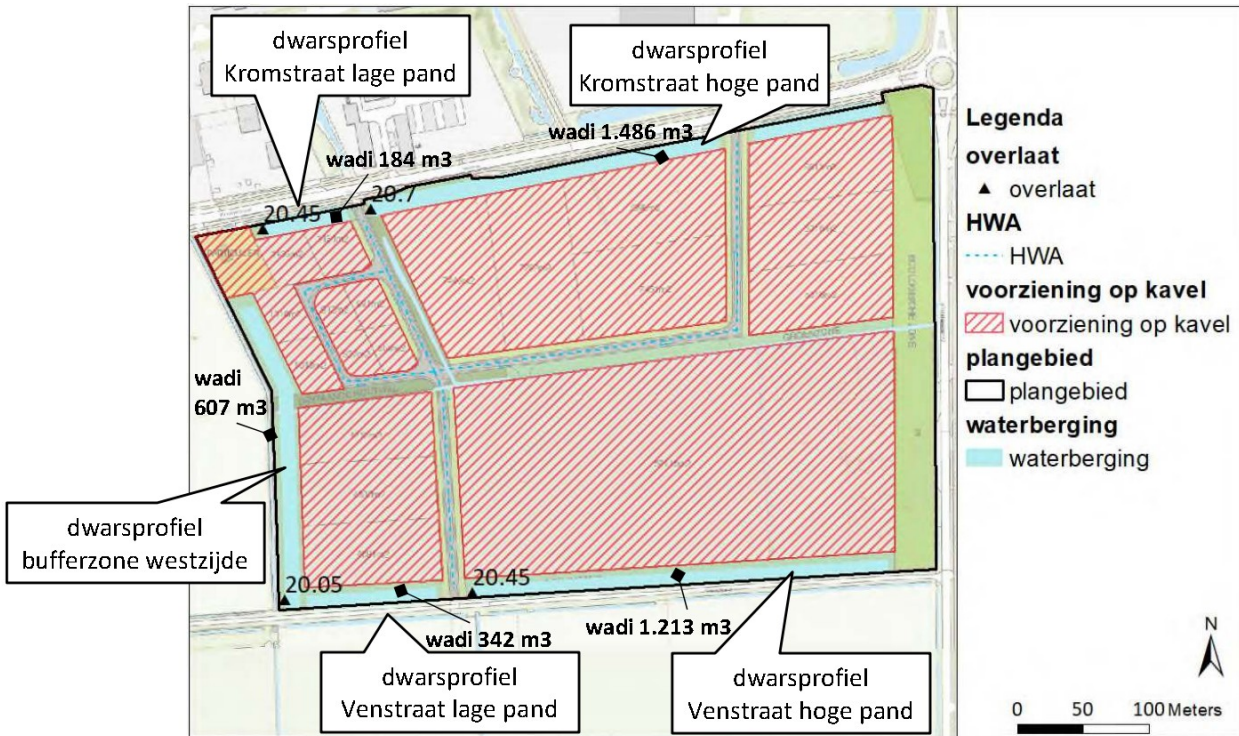 dwarsprofiel
Kromstraat lage pand
dwarsprofiel
Kromstraat hoge pand
wadi 1.486 m3
wadi 184 m3
20.7
20.45
wadi
607 m3
dwarsprofiel
bufferzone westzijde
20.05
20.45
wadi 342 m3
wadi 1.213 m3
dwarsprofiel
Venstraat lage pand
dwarsprofiel
Venstraat hoge pand
Legenda
overlaat
overlaat
HWA
HWA
voorziening op kavel
voorziening op kavel
plangebied
plangebied
waterberging
waterberging
N
0 50 100 Meters